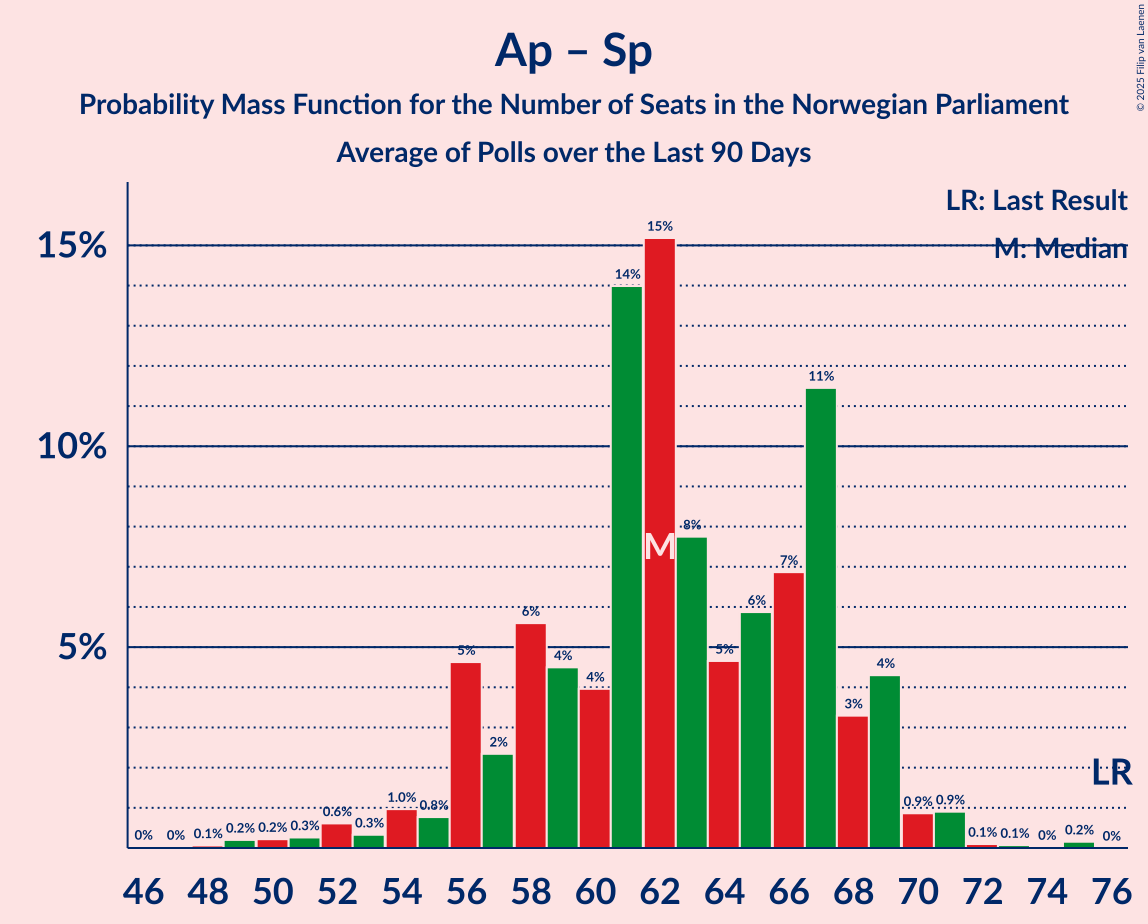 Ap – Sp
Probability Mass Function for the Number of Seats in the Norwegian Parliament
Average of Polls over the Last 90 Days
© 2025 Filip van Laenen
LR: Last Result
M: Median
15%
10%
5%
0% 0% 0.1% 0.2% 0.2% 0.3% 0.6% 0.3% 1.0% 0.8% 5% 2% 6% 4% 4% 14% 15% 8% 5% 6% 7% 11% 3% 4% 0.9% 0.9% 0.1% 0.1% 0% 0.2% 0%
M
LR
46 48 50 52 54 56 58 60 62 64 66 68 70 72 74 76